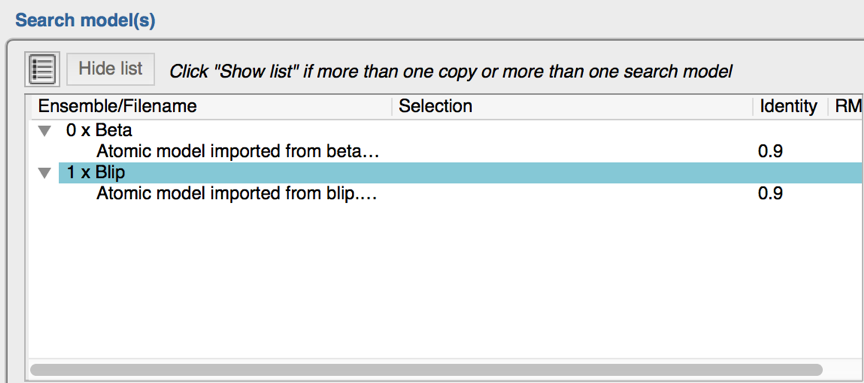 Search model(s)
Hide list Click "Show list" if more than one copy or more than one search model
Ensemble/Filename Selection Identity RM
0 x Beta
Atomic model imported from beta… 0.9
1 x Blip
Atomic model imported from blip.… 0.9